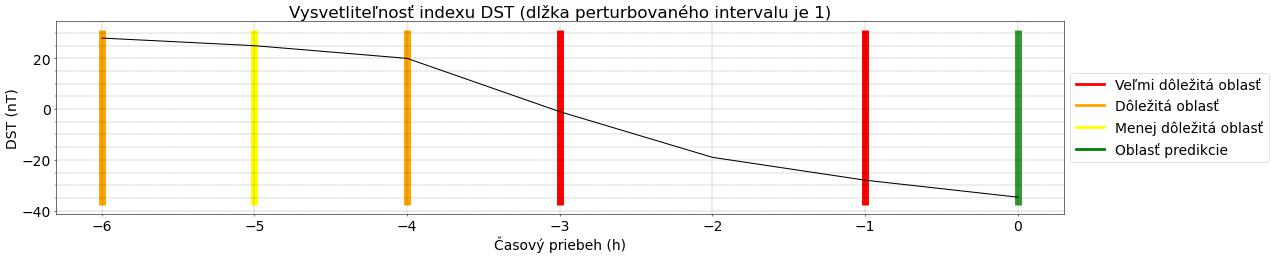 Vysvetliteľnosť indexu DST (dlžka perturbovaného intervalu je 1)
DST (nT)
20
0
−20
−40
−6 −5 −4 −3 −2 −1 0
Časový priebeh (h)
Veľmi dôležitá oblasť
Dôležitá oblasť
Menej dôležitá oblasť
Oblasť predikcie